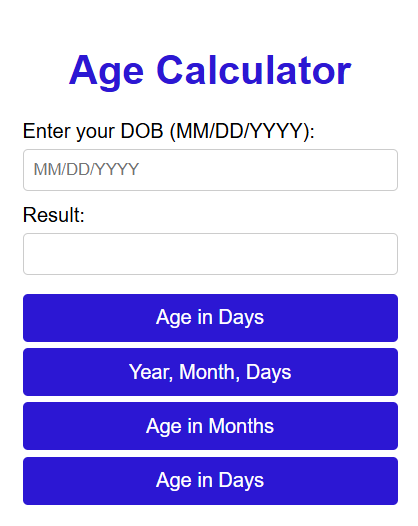 Age Calculator
Enter your DOB (MM/DD/YYYY):
MM/DD/YYYY
Result:
Age in Days
Year, Month, Days
Age in Months
Age in Days